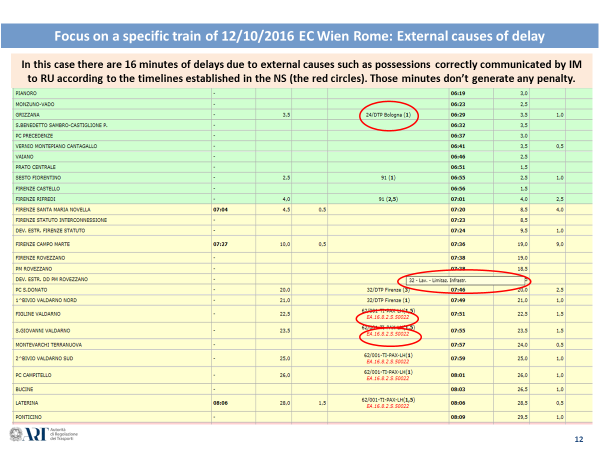 Focus on a specific train of 12/10/2016 EC Wien Rome: External causes of delay
In this case there are 16 minutes of delays due to external causes such as possessions correctly communicated by IM
to RU according to the timelines established in the NS (the red circles). Those minutes don't generate any penalty.
PIANORO - 06:19 3,0
MONZUNO-VADO - 06:23 2,5
GRIZZANA - 3,5 24/DTP Bologna (1) 06:29 3,5 1,0
S.BENEDETTO SAMBRO-CASTIGLIONE P. - 06:33 3,5
PC PRECEDENZE - 06:37 3,0
VERNIO MONTEPIANO CANTAGALLO - 06:41 3,5 0,5
VAIANO - 06:46 2,5
PRATO CENTRALE - 06:51 1,5
SESTO FIORENTINO - 2,5 91 (1) 06:55 2,5 1,0
FIRENZE CASTELLO - 06:56 1,5
FIRENZE RIFREDI - 4,0 91 (2,5) 07:01 4,0 2,5
FIRENZE SANTA MARIA NOVELLA 07:04 4,5 0,5 07:20 8,5 4,0
FIRENZE STATUTO INTERCONNESSIONE - 07:23 8,5
DEV. ESTR. FIRENZE STATUTO - 07:24 9,5 1,0
FIRENZE CAMPO MARTE 07:27 10,0 0,5 07:36 19,0 9,0
FIRENZE ROVEZZANO - 07:38 19,0
PM ROVEZZANO - 18,5
DEV. ESTR. DD PM ROVEZZANO - 32 - Lav. - Limitaz. Infrastr.
PC S.DONATO - 20,0 32/DTP Firenze 07:46 2,5
1^BIVIO VALDARNO NORD - 21,0 32/DTP Firenze (1) 07:49 21,0 1,0
FIGLINE VALDARNO - 22,5 62/001-TI-PAX-LH(1,5) 07:51 22,5 1,5
EA 16.8.2.S 50022
S.GIOVANNI VALDARNO - 23,5 07:55 23,5 1,5
EA 16.8.2.S 50022
MONTEVARCHI TERRANUOVA - 07:57 24,0 0,5
2^BIVIO VALDARNO SUD - 25,0 62/001-TI-PAX-LH(1) 07:59 25,0 1,0
EA 16.8.2.S 50022
PC CAMPITELLO - 26,0 62/001-TI-PAX-LH(1) 08:01 26,0 1,0
EA 16.8.2.S 50022
BUCINE - 08:03 26,5 1,0
LATERINA 08:06 28,0 1,5 62/001-TI-PAX-LH(1,5) 08:06 28,5 0,5
EA 16.8.2.S 50022
PONTICINO - 08:09 29,5 1,0
ART Autorità
di Regolazione
dei Trasporti
12